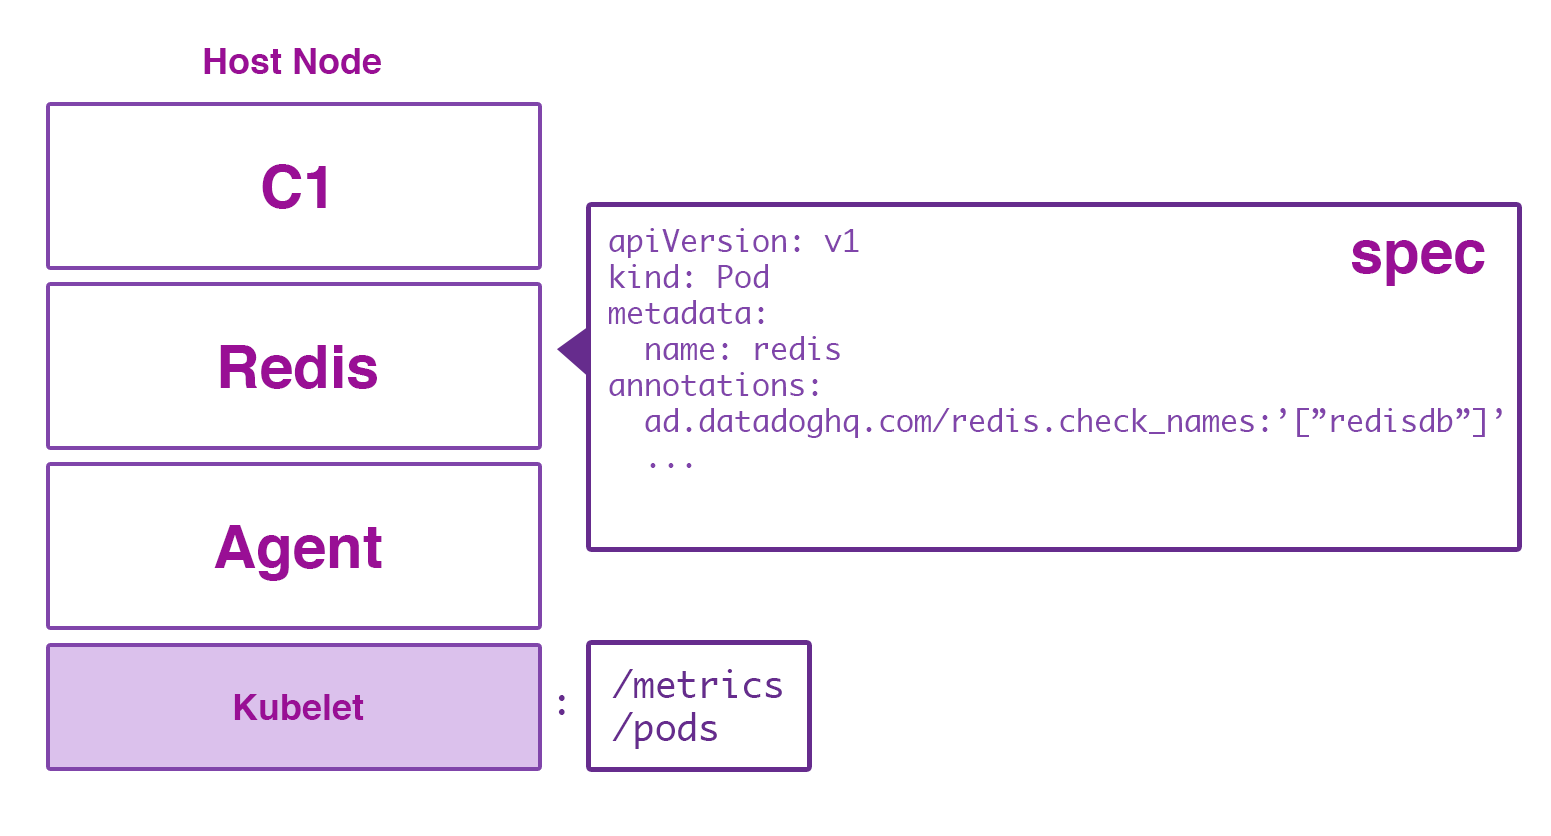 Host Node
C1
Redis
Agent
Kubelet
:
spec
apiVersion: v1
kind: Pod
metadata:
  name: redis
annotations:
  ad.datadoghq.com/redis.check_names:’[”redisdb”]’
  ...
/metrics
/pods